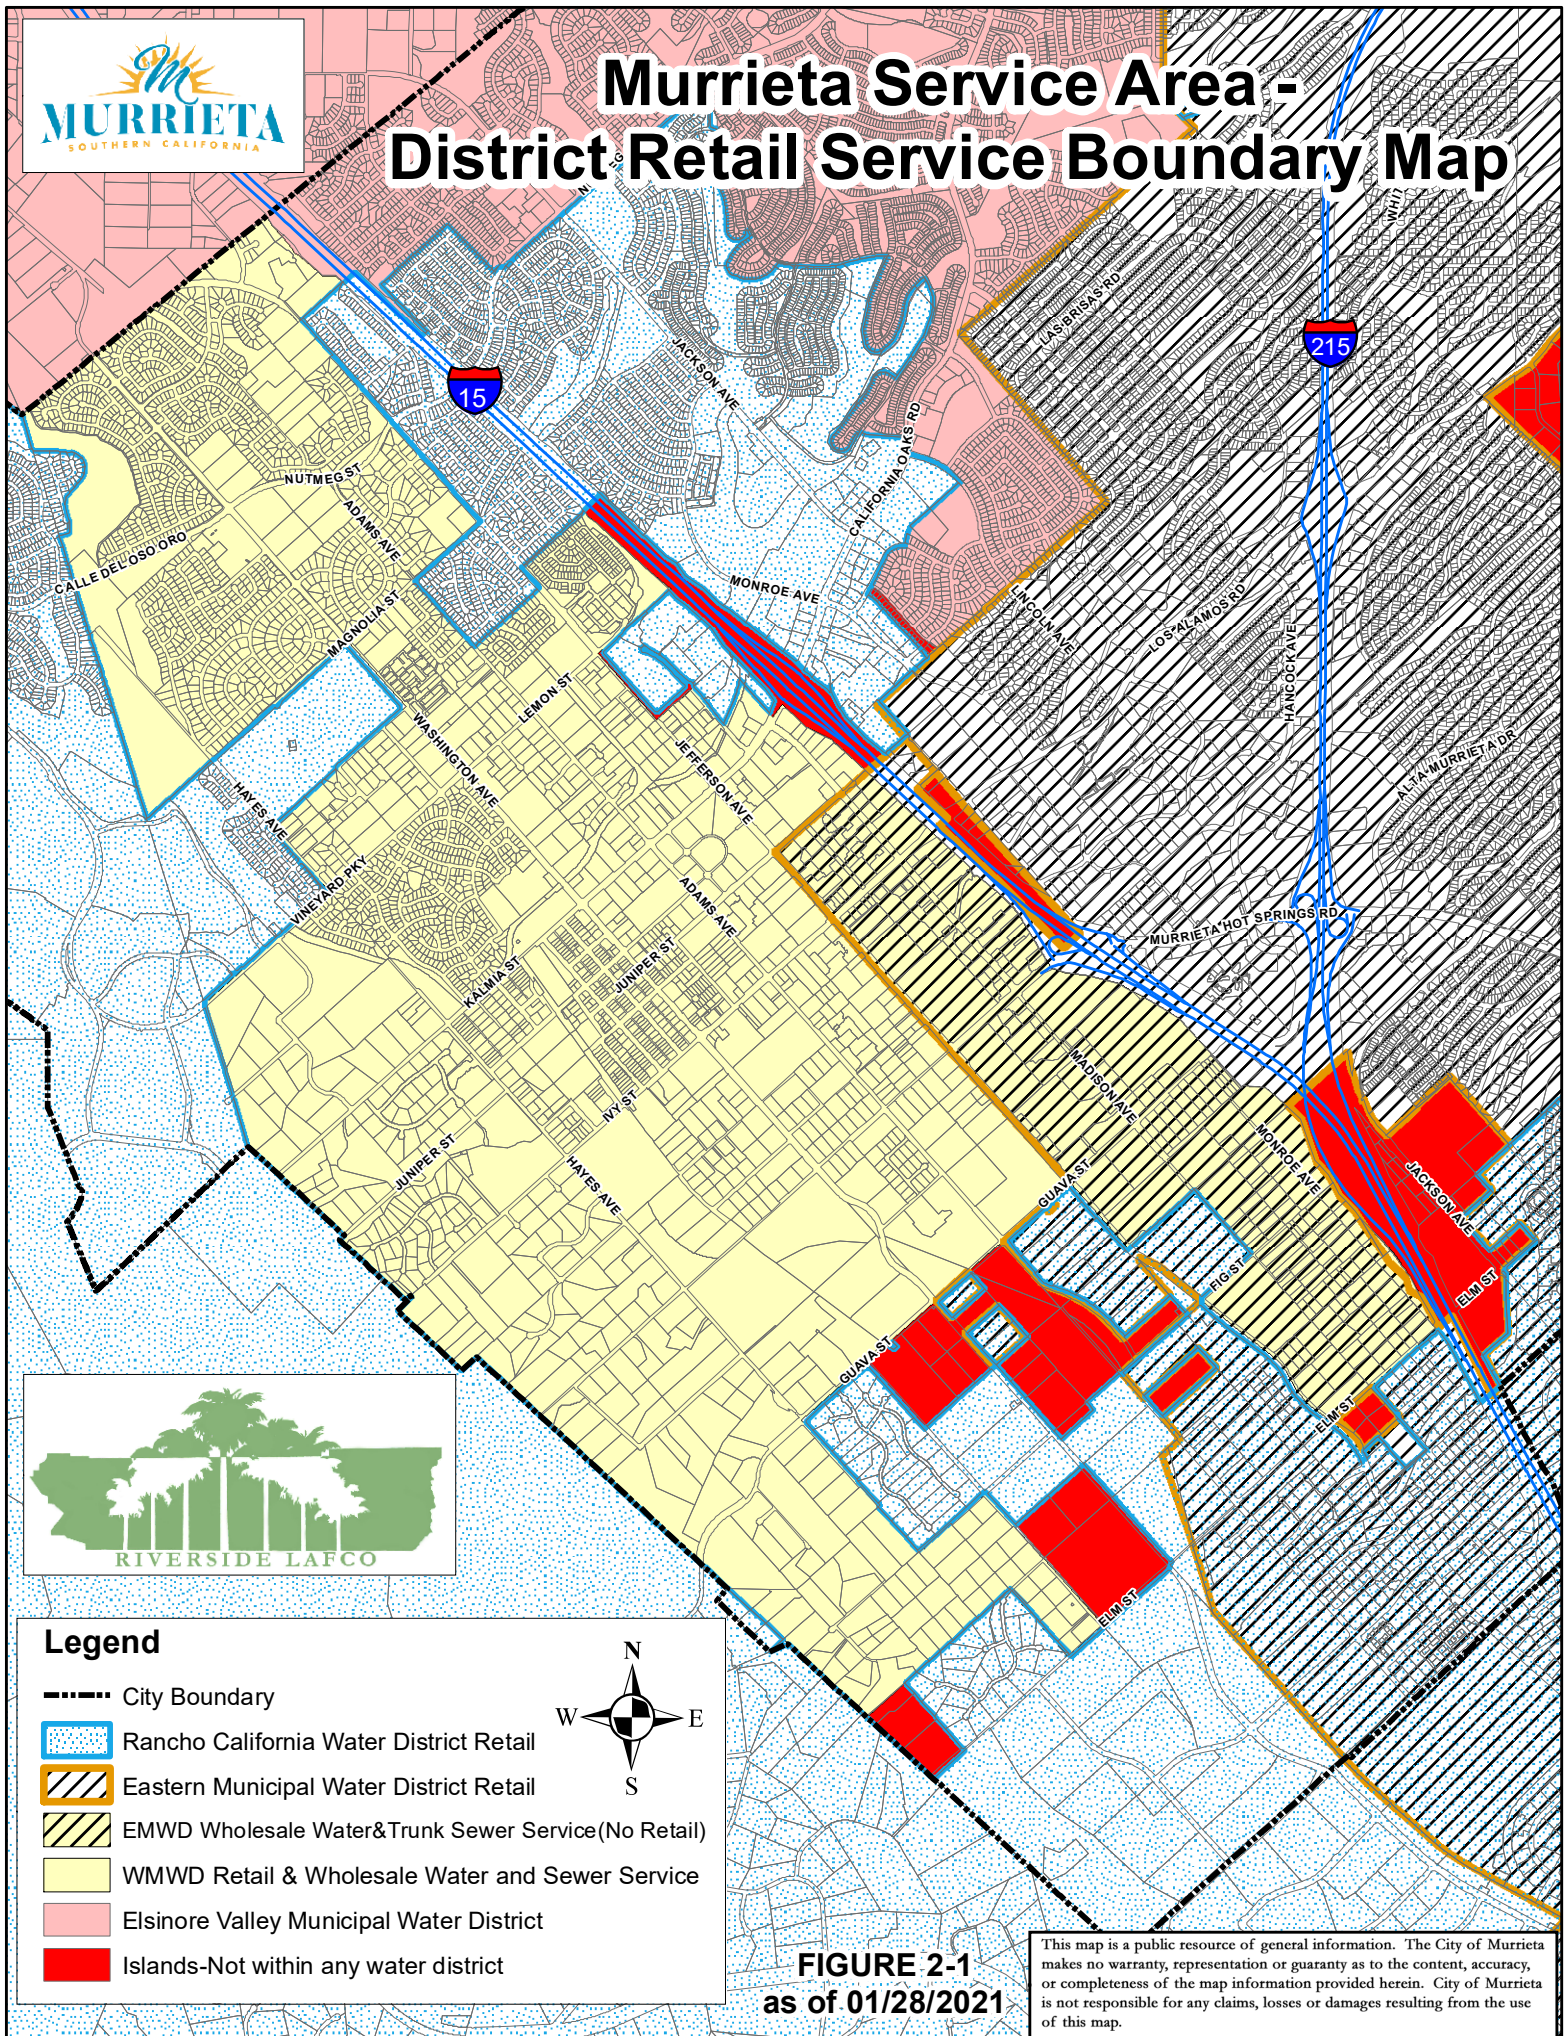 MURRIETA
SOUTHERN CALIFORNIA
Murrieta Service Area -
District Retail Service Boundary Map
215
15
LAS BRISAS RD
JACKSON AVE
CALIFORNIA OAKS RD
NUTMEG ST
ADAMS AVE
CALLE DEL OSO ORO
MAGNOLIA ST
MONROE AVE
LINCOLN AVE
LOS ALAMOS RD
HANCOCK AVE
LEMON ST
WASHINGTON AVE
JEFFERSON AVE
ALTA MURRIETA DR
HAYES AVE
VINEYARD PKY
ADAMS AVE
MURRIETA HOT SPRINGS RD
KALMIA ST
JUNIPER ST
MADISON AVE
IVY ST
MONROE AVE
JUNIPER ST
HAYES AVE
GUAVA ST
JACKSON AVE
FIG ST
ELM ST
GUAVA ST
ELM ST
ELM ST
RIVERSIDE LAFCO
Legend
N
W
E
S
City Boundary
Rancho California Water District Retail
Eastern Municipal Water District Retail
EMWD Wholesale Water&Trunk Sewer Service(No Retail)
WMWD Retail & Wholesale Water and Sewer Service
Elsinore Valley Municipal Water District
Islands-Not within any water district
FIGURE 2-1
as of 01/28/2021
This map is a public resource of general information. The City of Murrieta
makes no warranty, representation or guaranty as to the content, accuracy,
or completeness of the map information provided herein. City of Murrieta
is not responsible for any claims, losses or damages resulting from the use
of this map.